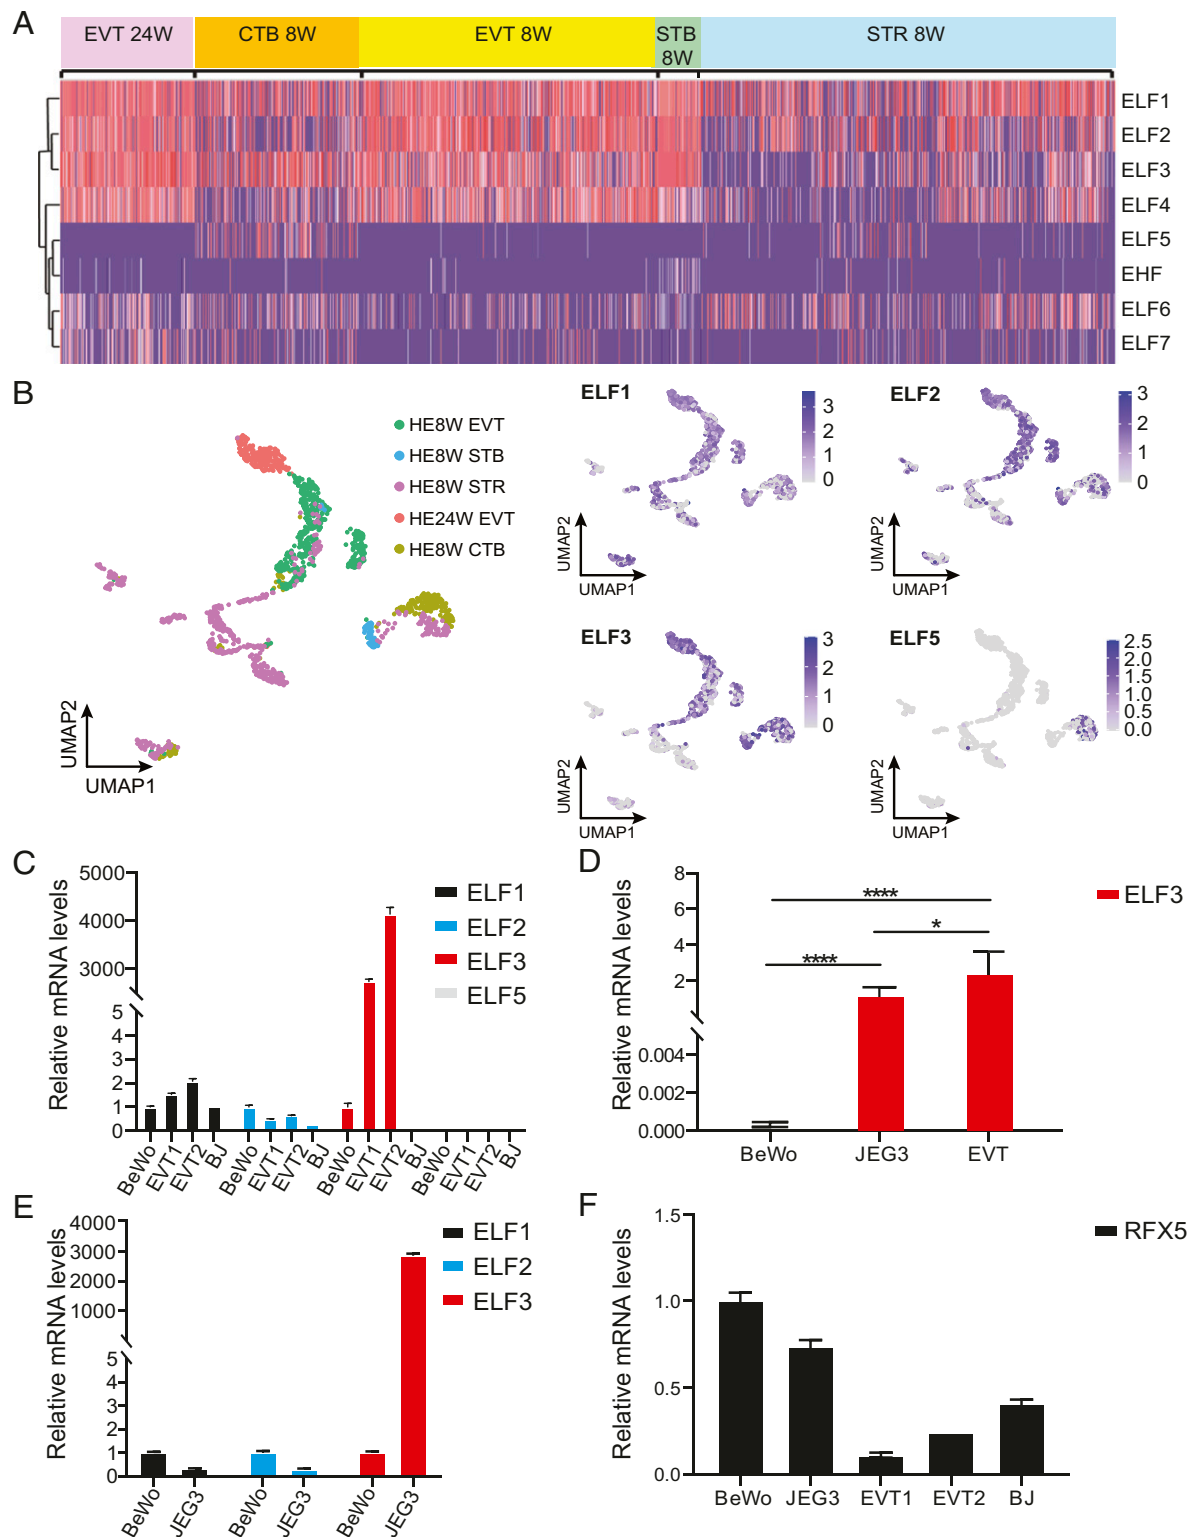 A
EVT 24W
CTB 8W
EVT 8W
STB
8W
STR 8W
ELF1
ELF2
ELF3
ELF4
ELF5
EHF
ELF6
ELF7
B
HE8W EVT
HE8W STB
HE8W STR
HE24W EVT
HE8W CTB
UMAP2
UMAP1
ELF1
3
2
1
0
UMAP2
UMAP1
ELF2
3
2
1
0
UMAP2
UMAP1
ELF3
3
2
1
0
UMAP2
UMAP1
ELF5
2.5
2.0
1.5
1.0
0.5
0.0
UMAP2
UMAP1
C
Relative mRNA levels
5000
4000
3000
5
4
3
2
1
0
BeWo
EVT1
EVT2
BJ
BeWo
EVT1
EVT2
BJ
BeWo
EVT1
EVT2
BJ
BeWo
EVT1
EVT2
BJ
ELF1
ELF2
ELF3
ELF5
D
Relative mRNA levels
8
6
4
2
0.004
0.002
0.000
****
*
****
BeWo
JEG3
EVT
ELF3
E
Relative mRNA levels
4000
3000
2000
1000
5
4
3
2
1
0
BeWo
JEG3
BeWo
JEG3
BeWo
JEG3
ELF1
ELF2
ELF3
F
Relative mRNA levels
1.5
1.0
0.5
0.0
BeWo
JEG3
EVT1
EVT2
BJ
RFX5